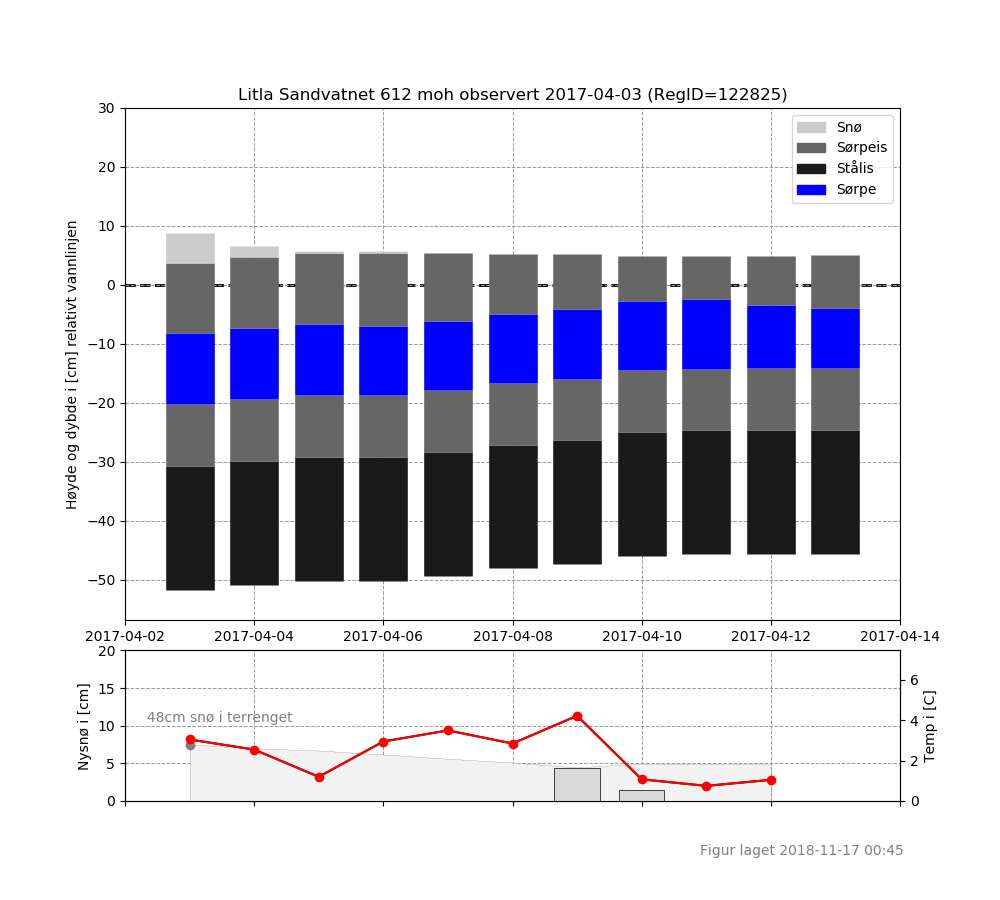 Litla Sandvatnet 612 moh observert 2017-04-03 (RegID=122825)
Høyde og dybde i [cm] relativt vannlinjen
30
20
10
0
−10
−20
−30
−40
−50
Snø
Sørpeis
Stålis
Sørpe
2017-04-02
2017-04-04
2017-04-06
2017-04-08
2017-04-10
2017-04-12
2017-04-14
Nysnø i [cm]
20
15
10
5
0
48cm snø i terrenget
6
4
2
0
Temp i [C]
Figur laget 2018-11-17 00:45